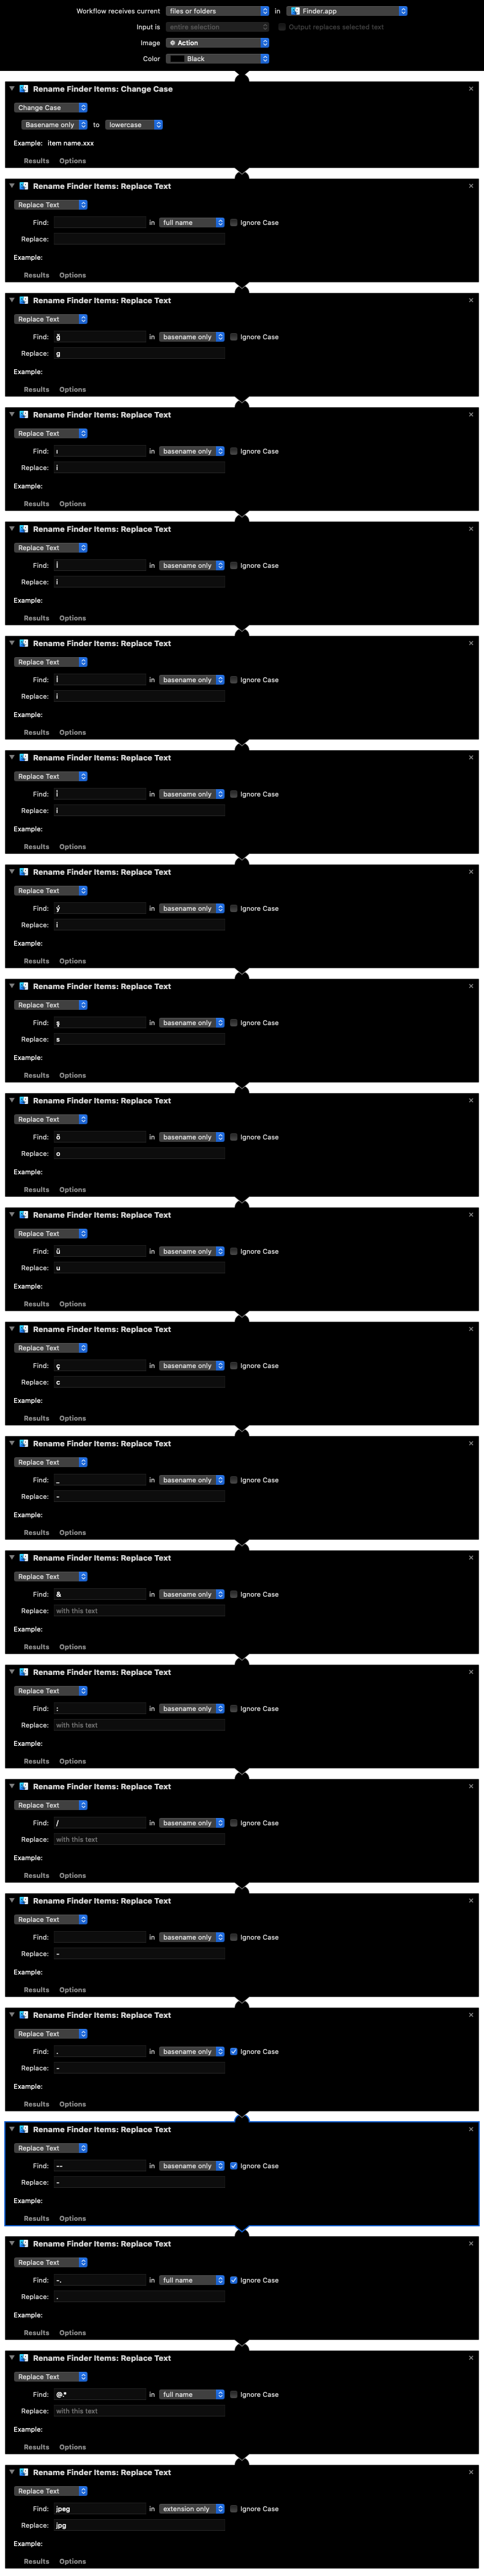 Workflow receives current files or folders in Finder.app
Input is entire selection Output replaces selected text
Image Action
Color Black
Rename Finder Items: Change Case
Change Case
Basename only to lowercase
Example: item name.xxx
Results Options
Rename Finder Items: Replace Text
Replace Text
Find: in full name Ignore Case
Replace:
Example:
Results Options
Rename Finder Items: Replace Text
Replace Text
Find: ğ in basename only Ignore Case
Replace: g
Example:
Results Options
Rename Finder Items: Replace Text
Replace Text
Find: ı in basename only Ignore Case
Replace: i
Example:
Results Options
Rename Finder Items: Replace Text
Replace Text
Find: İ in basename only Ignore Case
Replace: i
Example:
Results Options
Rename Finder Items: Replace Text
Replace Text
Find: İ in basename only Ignore Case
Replace: i
Example:
Results Options
Rename Finder Items: Replace Text
Replace Text
Find: i̇ in basename only Ignore Case
Replace: i
Example:
Results Options
Rename Finder Items: Replace Text
Replace Text
Find: ý in basename only Ignore Case
Replace: i
Example:
Results Options
Rename Finder Items: Replace Text
Replace Text
Find: ş in basename only Ignore Case
Replace: s
Example:
Results Options
Rename Finder Items: Replace Text
Replace Text
Find: ö in basename only Ignore Case
Replace: o
Example:
Results Options
Rename Finder Items: Replace Text
Replace Text
Find: ü in basename only Ignore Case
Replace: u
Example:
Results Options
Rename Finder Items: Replace Text
Replace Text
Find: ç in basename only Ignore Case
Replace: c
Example:
Results Options
Rename Finder Items: Replace Text
Replace Text
Find: _ in basename only Ignore Case
Replace: -
Example:
Results Options
Rename Finder Items: Replace Text
Replace Text
Find: & in basename only Ignore Case
Replace: with this text
Example:
Results Options
Rename Finder Items: Replace Text
Replace Text
Find: : in basename only Ignore Case
Replace: with this text
Example:
Results Options
Rename Finder Items: Replace Text
Replace Text
Find: / in basename only Ignore Case
Replace: with this text
Example:
Results Options
Rename Finder Items: Replace Text
Replace Text
Find: in basename only Ignore Case
Replace: -
Example:
Results Options
Rename Finder Items: Replace Text
Replace Text
Find: . in basename only Ignore Case
Replace: -
Example:
Results Options
Rename Finder Items: Replace Text
Replace Text
Find: -- in basename only Ignore Case
Replace: -
Example:
Results Options
Rename Finder Items: Replace Text
Replace Text
Find: -. in full name Ignore Case
Replace: .
Example:
Results Options
Rename Finder Items: Replace Text
Replace Text
Find: @.* in full name Ignore Case
Replace: with this text
Example:
Results Options
Rename Finder Items: Replace Text
Replace Text
Find: jpeg in extension only Ignore Case
Replace: jpg
Example:
Results Options